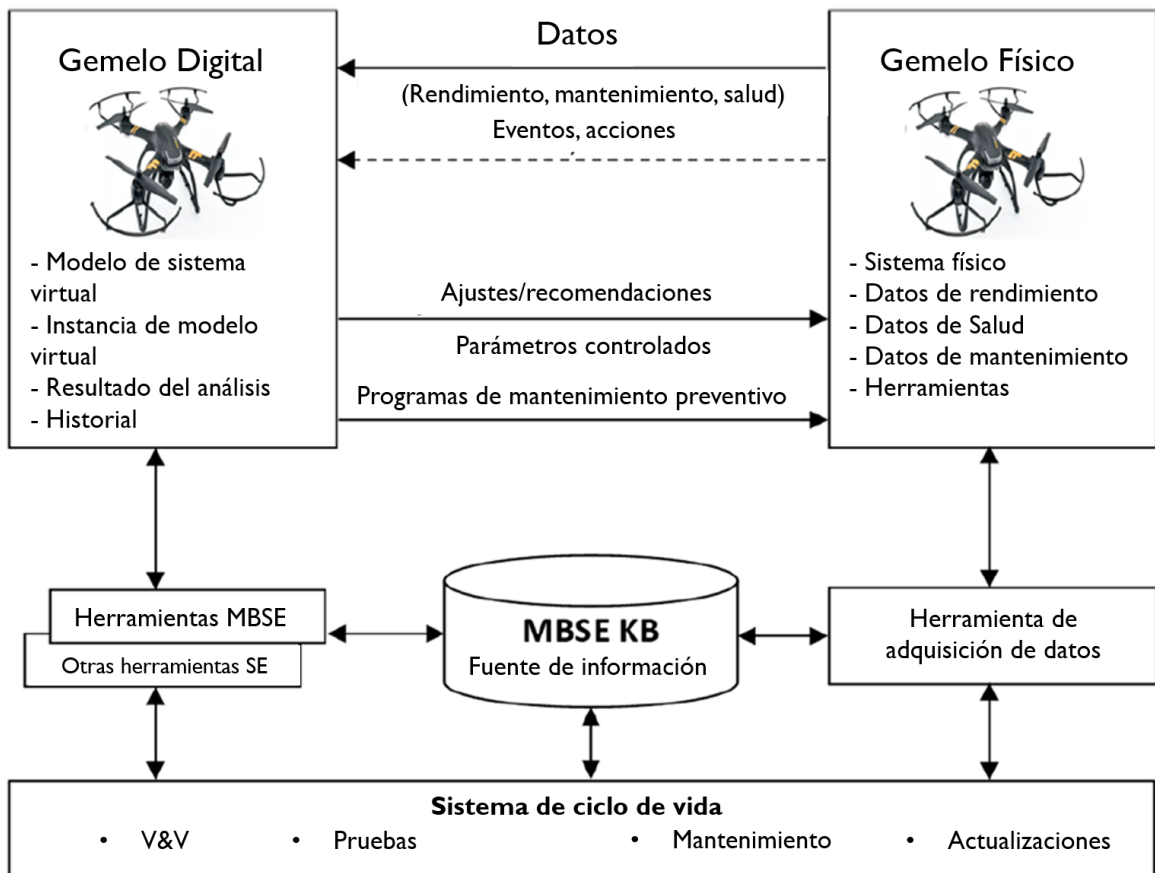 Gemelo Digital
- Modelo de sistema
virtual
- Instancia de modelo
virtual
- Resultado del análisis
- Historial
Datos
(Rendimiento, mantenimiento, salud)
Eventos, acciones
Ajustes/recomendaciones
Parámetros controlados
Programas de mantenimiento preventivo
Gemelo Físico
- Sistema físico
- Datos de rendimiento
- Datos de Salud
- Datos de mantenimiento
- Herramientas
Herramientas MBSE
Otras herramientas SE
MBSE KB
Fuente de información
Herramienta de
adquisición de datos
Sistema de ciclo de vida
• V&V • Pruebas • Mantenimiento • Actualizaciones